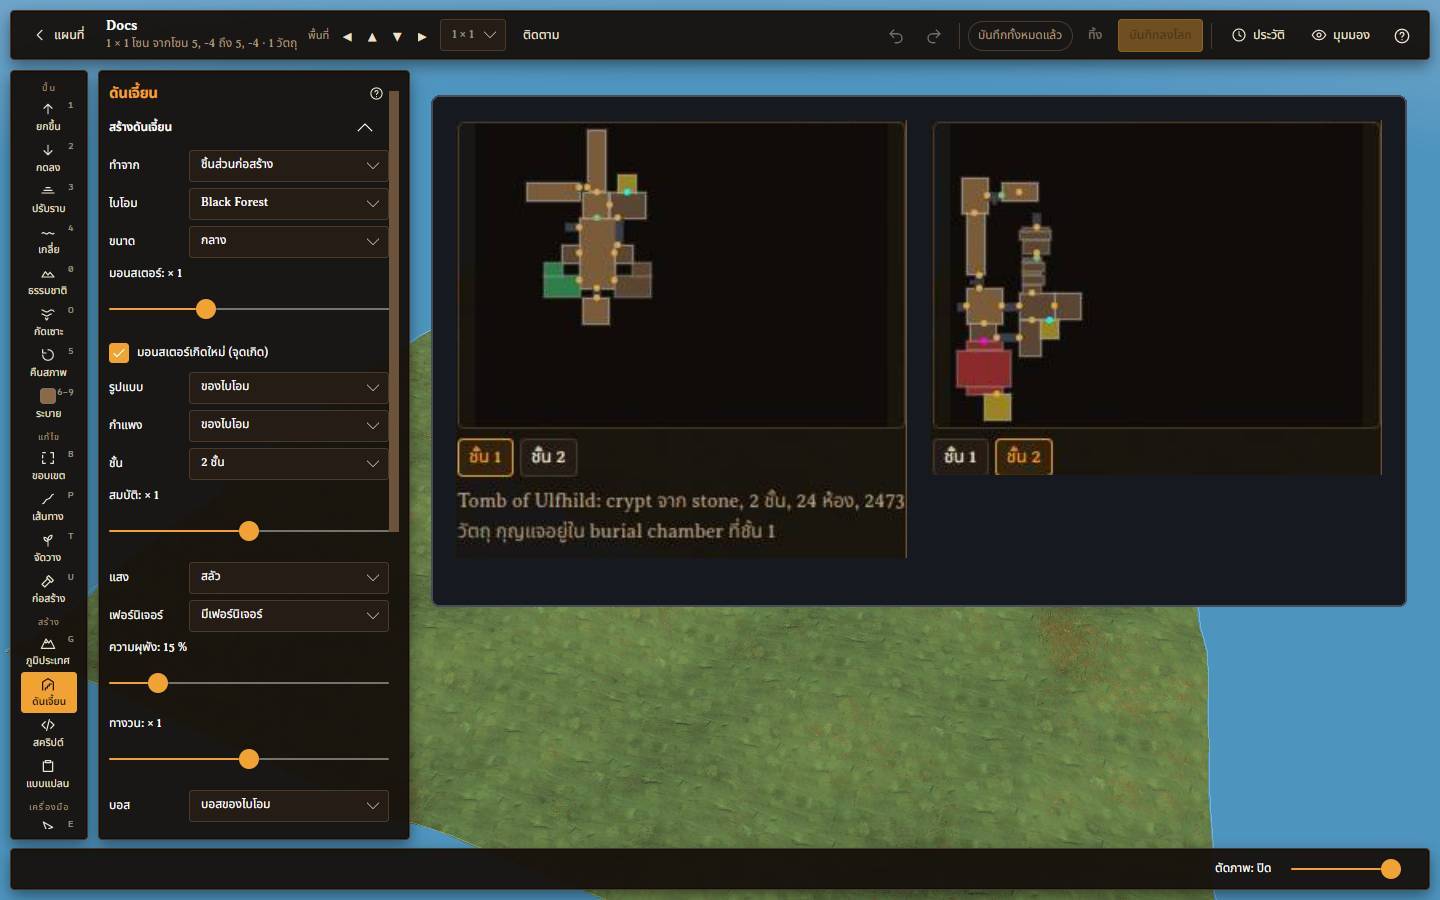 แผนที่
Docs
1 × 1 โซน จากโซน 5, -4 ถึง 5, -4 · 1 วัตถุ
พื้นที่
1 × 1
ติดตาม
บันทึกทั้งหมดแล้ว
ทิ้ง
บันทึกลงโลก
ประวัติ
มุมมอง
ปั้น
1
ยกขึ้น
2
กดลง
3
ปรับราบ
4
เกลี่ย
0
ธรรมชาติ
O
กัดเซาะ
5
คืนสภาพ
6–9
ระบาย
แก้ไข
B
ขอบเขต
P
เส้นทาง
T
จัดวาง
U
ก่อสร้าง
สร้าง
G
ภูมิประเทศ
ดันเจี้ยน
สคริปต์
แบบแปลน
เครื่องมือ
E
ดันเจี้ยน
สร้างดันเจี้ยน
ทำจาก ชิ้นส่วนก่อสร้าง
ไบโอม Black Forest
ขนาด กลาง
มอนสเตอร์: × 1
มอนสเตอร์เกิดใหม่ (จุดเกิด)
รูปแบบ ของไบโอม
กำแพง ของไบโอม
ชั้น 2 ชั้น
สมบัติ: × 1
แสง สลัว
เฟอร์นิเจอร์ มีเฟอร์นิเจอร์
ความผุพัง: 15 %
ทางวน: × 1
บอส บอสของไบโอม
ชั้น 1 ชั้น 2
Tomb of Ulfhild: crypt จาก stone, 2 ชั้น, 24 ห้อง, 2473
วัตถุ กุญแจอยู่ใน burial chamber ที่ชั้น 1
ชั้น 1 ชั้น 2
ตัดภาพ: ปิด